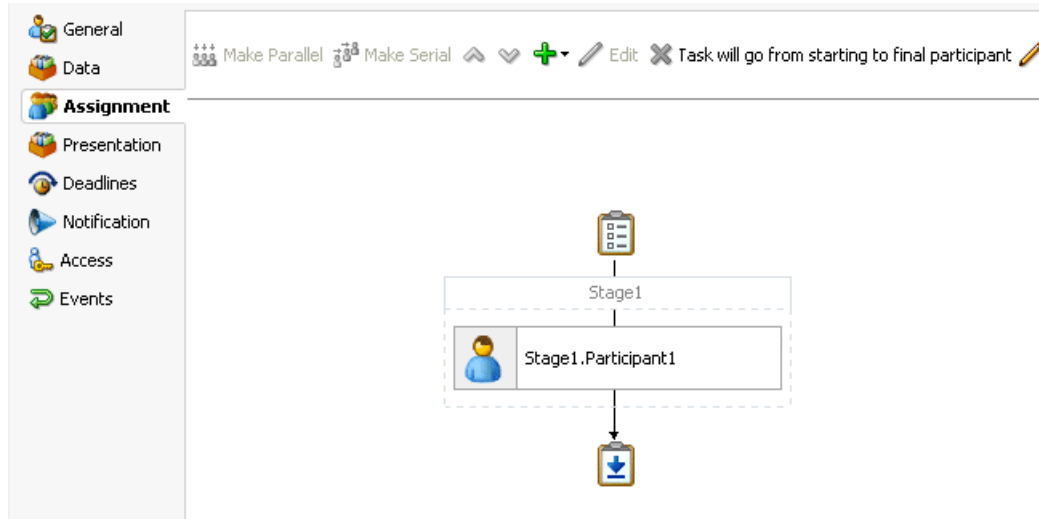 General
Data
Assignment
Presentation
Deadlines
Notification
Access
Events
Make Parallel Make Serial Edit Task will go from starting to final participant
Stage1
Stage1.Participant1